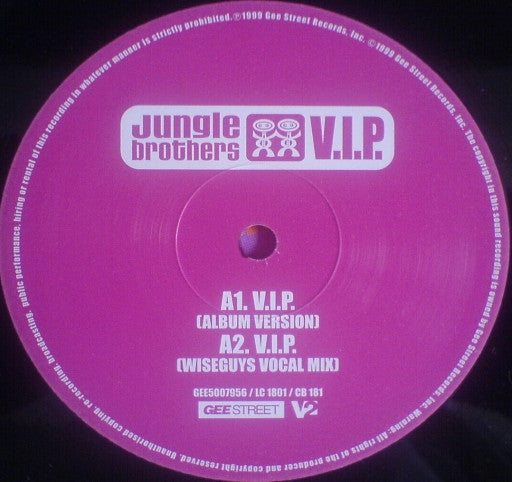 Jungle
brothers
V.I.P.
A1. V.I.P.
(ALBUM VERSION)
A2. V.I.P.
(WISEGUYS VOCAL MIX)
GEE5007956 / LC 1801 / CB 181
GEE STREET V2
℗1999 Gee Street Records, Inc. ©1999 Gee Street Records, Inc. The copyright in this sound recording is owned by Gee Street Records, Inc. Warning: All rights of the producer and copyright reserved. Unauthorised copying, re-recording, broadcasting, public performance, hiring or rental of this recording in whatever manner is strictly prohibited.